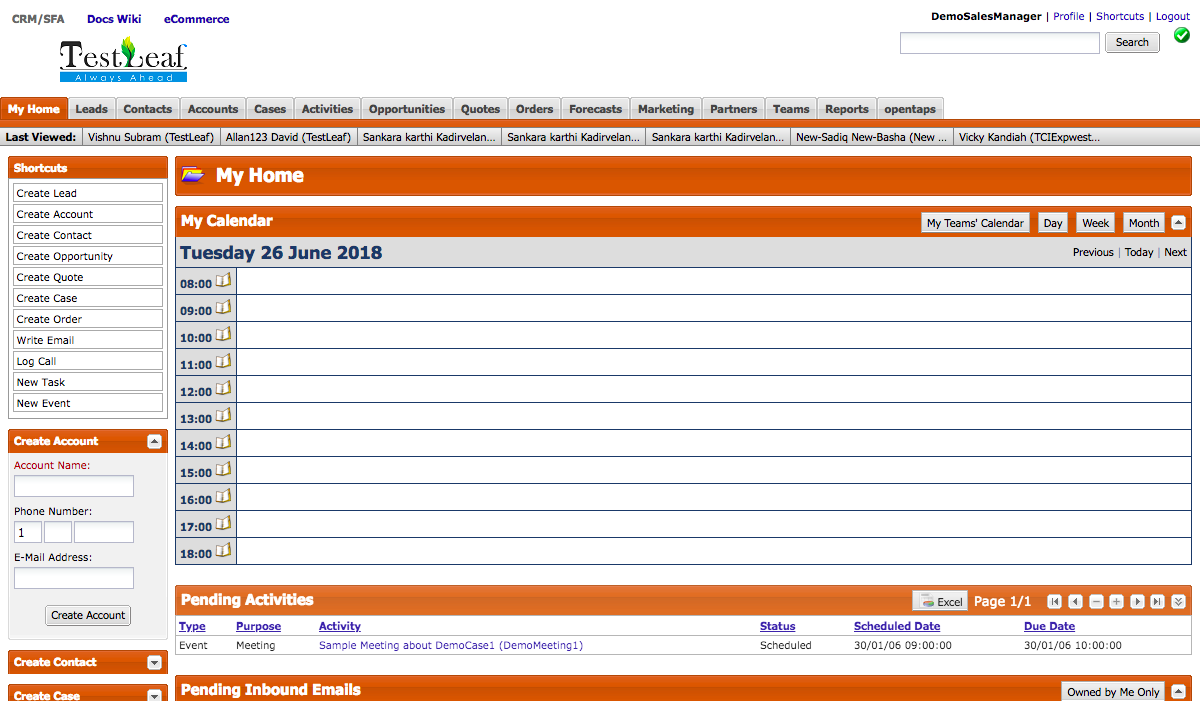 CRM/SFA Docs Wiki eCommerce
DemoSalesManager | Profile | Shortcuts | Logout
TestLeaf
Always Ahead
Search
My Home Leads Contacts Accounts Cases Activities Opportunities Quotes Orders Forecasts Marketing Partners Teams Reports opentaps
Last Viewed: Vishnu Subram (TestLeaf) Allan123 David (TestLeaf) Sankara karthi Kadirvelan... Sankara karthi Kadirvelan... Sankara karthi Kadirvelan... New-Sadiq New-Basha (New ... Vicky Kandiah (TCIExpwest...
Shortcuts
Create Lead
Create Account
Create Contact
Create Opportunity
Create Quote
Create Case
Create Order
Write Email
Log Call
New Task
New Event
Create Account
Account Name:
Phone Number:
1
E-Mail Address:
Create Account
Create Contact
Create Case
My Home
My Calendar My Teams' Calendar Day Week Month
Tuesday 26 June 2018 Previous | Today | Next
08:00
09:00
10:00
11:00
12:00
13:00
14:00
15:00
16:00
17:00
18:00
Pending Activities Excel Page 1/1
Type Purpose Activity Status Scheduled Date Due Date
Event Meeting Sample Meeting about DemoCase1 (DemoMeeting1) Scheduled 30/01/06 09:00:00 30/01/06 10:00:00
Pending Inbound Emails Owned by Me Only